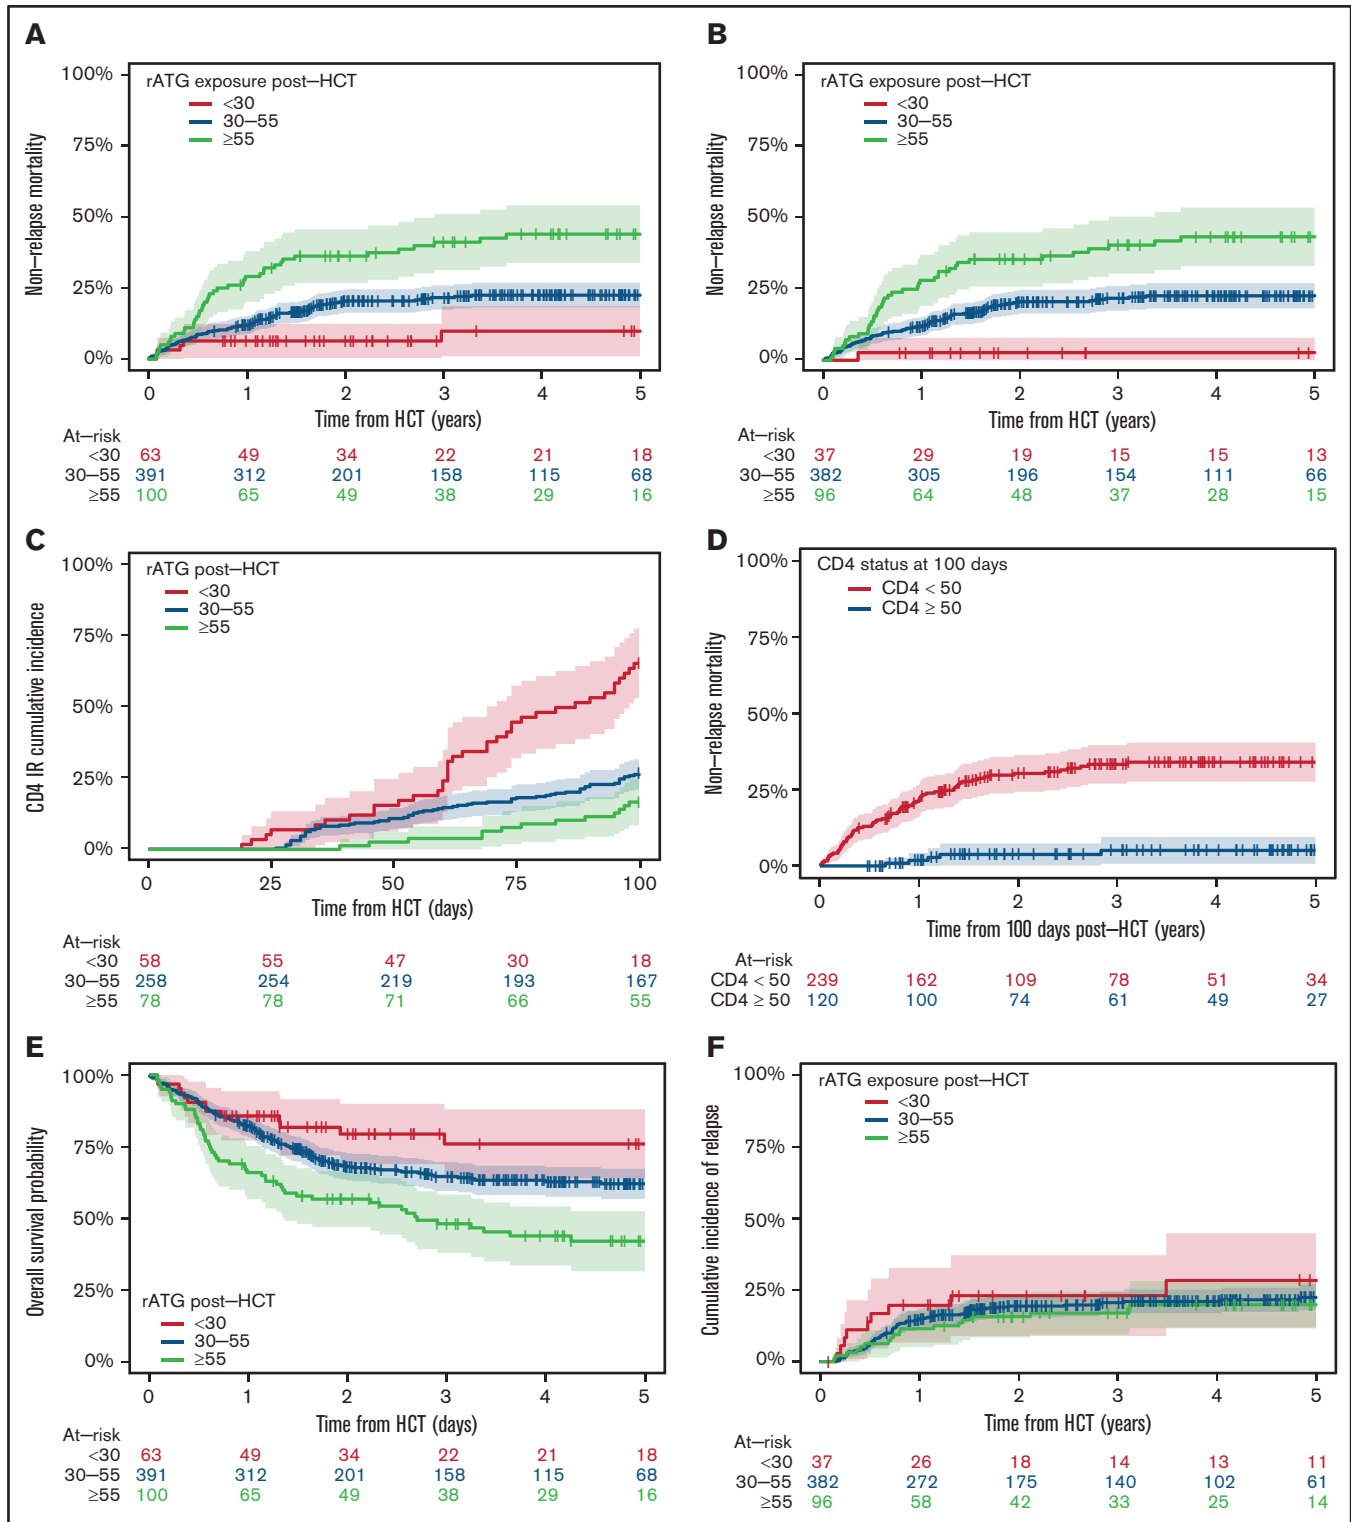 A
100%
75%
50%
25%
0%
Non–relapse mortality
rATG exposure post–HCT
<30
30–55
≥55
0 1 2 3 4 5
Time from HCT (years)
At–risk
<30 63 49 34 22 21 18
30–55 391 312 201 158 115 68
≥55 100 65 49 38 29 16
B
100%
75%
50%
25%
0%
Non–relapse mortality
rATG exposure post–HCT
<30
30–55
≥55
0 1 2 3 4 5
Time from HCT (years)
At–risk
<30 37 29 19 15 15 13
30–55 382 305 196 154 111 66
≥55 96 64 48 37 28 15
C
100%
75%
50%
25%
0%
CD4 IR cumulative incidence
rATG post–HCT
<30
30–55
≥55
0 25 50 75 100
Time from HCT (days)
At–risk
<30 58 55 47 30 18
30–55 258 254 219 193 167
≥55 78 78 71 66 55
D
100%
75%
50%
25%
0%
Non–relapse mortality
CD4 status at 100 days
CD4 < 50
CD4 ≥ 50
0 1 2 3 4 5
Time from 100 days post–HCT (years)
At–risk
CD4 < 50 239 162 109 78 51 34
CD4 ≥ 50 120 100 74 61 49 27
E
100%
75%
50%
25%
0%
Overall survival probability
rATG post–HCT
<30
30–55
≥55
0 1 2 3 4 5
Time from HCT (days)
At–risk
<30 63 49 34 22 21 18
30–55 391 312 201 158 115 68
≥55 100 65 49 38 29 16
F
100%
75%
50%
25%
0%
Cumulative incidence of relapse
rATG exposure post–HCT
<30
30–55
≥55
0 1 2 3 4 5
Time from HCT (years)
At–risk
<30 37 26 18 14 13 11
30–55 382 272 175 140 102 61
≥55 96 58 42 33 25 14